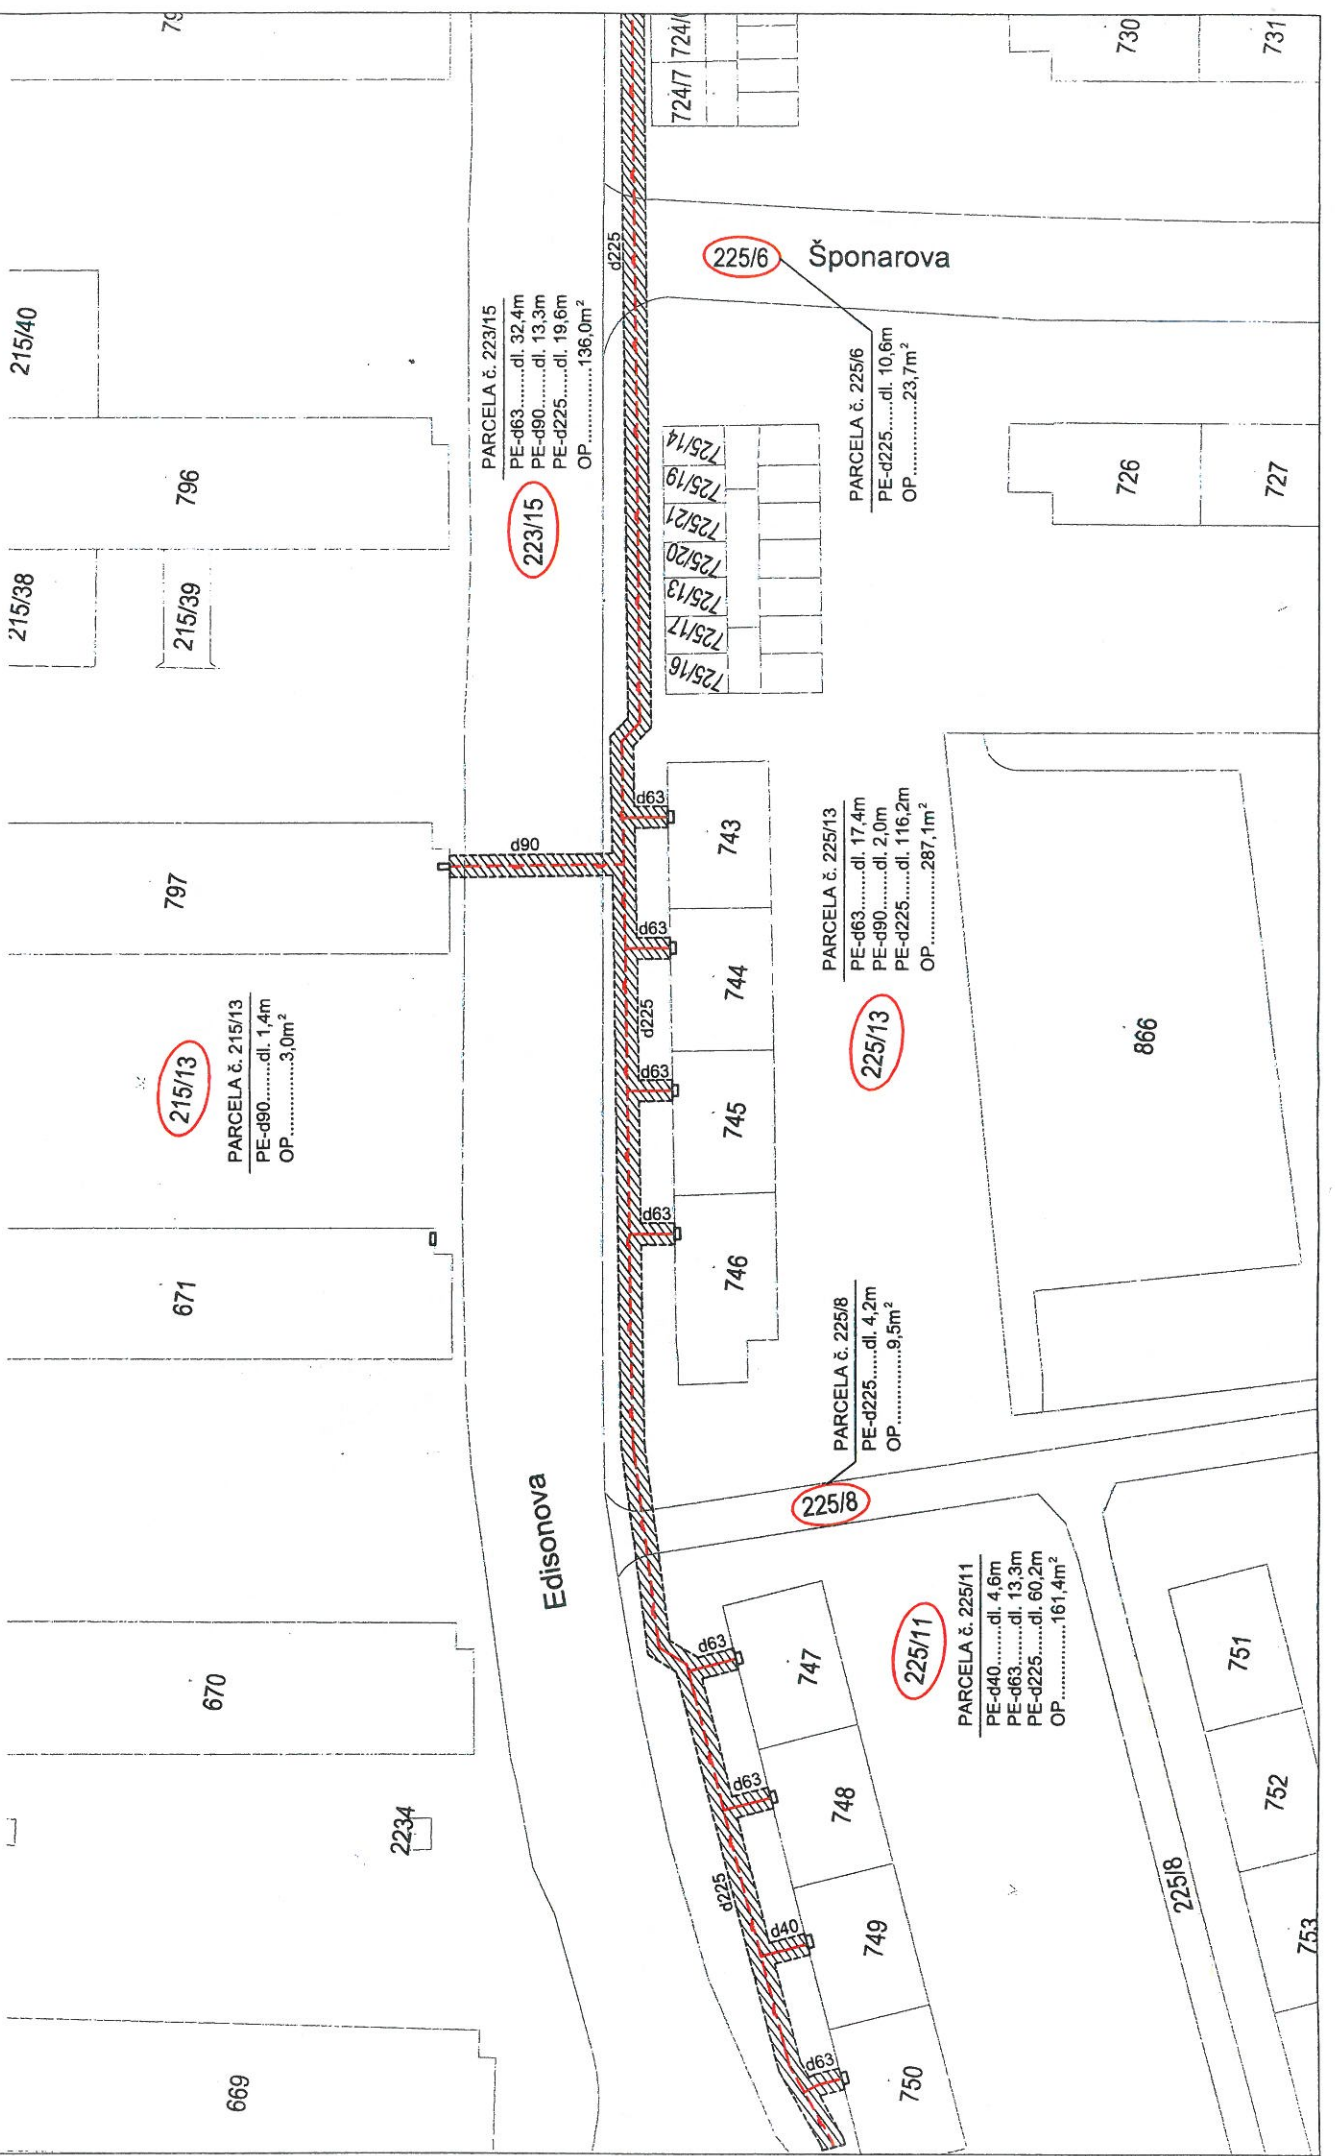 79
724/7
730
731
d225
225/6
Šponarova
215/40
PARCELA č. 223/15
PE-d63........dl. 32,4m
PE-d90........dl. 13,3m
PE-d225......dl. 19,6m
OP................136,0m²
PARCELA č. 225/6
PE-d225......dl. 10,6m
OP................23,7m²
796
223/15
725/14
725/19
725/21
725/20
725/13
725/17
725/16
726
727
215/38
215/39
797
d90
d63
743
PARCELA č. 225/13
PE-d63........dl. 17,4m
PE-d90........dl. 2,0m
PE-d225......dl. 116,2m
OP................287,1m²
d63
744
d225
215/13
PARCELA č. 215/13
PE-d90........dl. 1,4m
OP................3,0m²
225/13
866
d63
745
d63
746
671
PARCELA č. 225/8
PE-d225......dl. 4,2m
OP................9,5m²
225/8
Edisonova
PARCELA č. 225/11
PE-d40........dl. 4,6m
PE-d63........dl. 13,3m
PE-d225......dl. 60,2m
OP................161,4m²
225/11
670
d63
747
751
d63
748
752
2234
d225
225/8
d40
749
753
d63
750
669